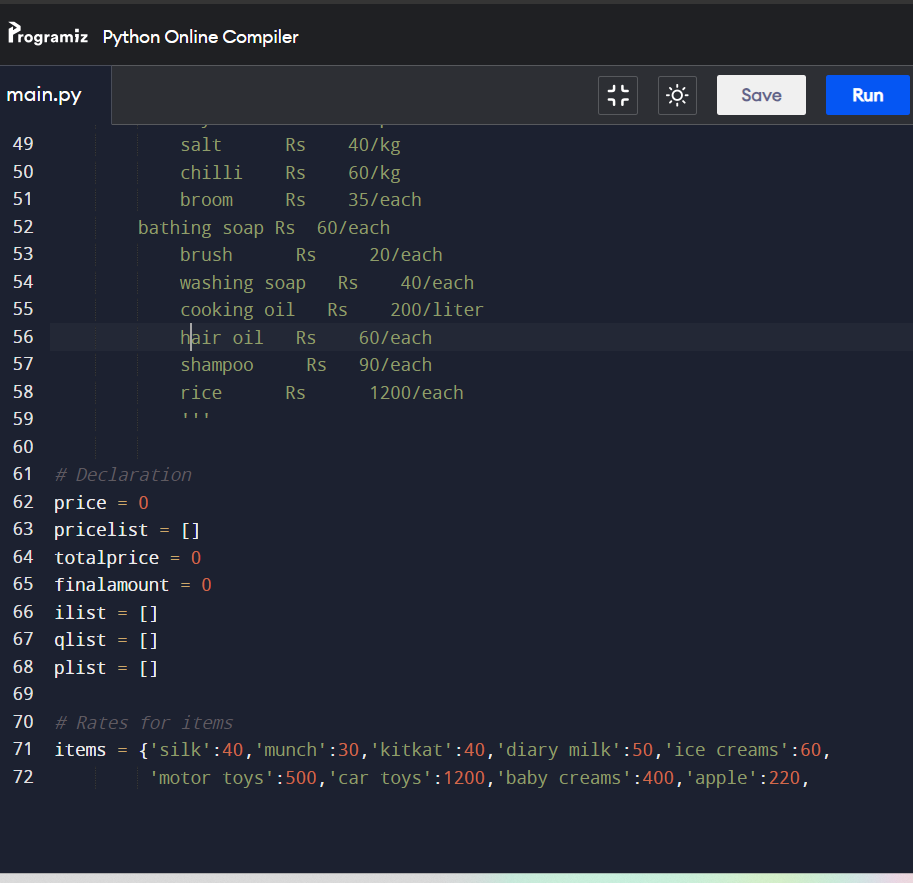 Programiz Python Online Compiler
main.py Save Run
49 salt Rs 40/kg
50 chilli Rs 60/kg
51 broom Rs 35/each
52 bathing soap Rs 60/each
53 brush Rs 20/each
54 washing soap Rs 40/each
55 cooking oil Rs 200/liter
56 hair oil Rs 60/each
57 shampoo Rs 90/each
58 rice Rs 1200/each
59 '''
60
61 # Declaration
62 price = 0
63 pricelist = []
64 totalprice = 0
65 finalamount = 0
66 ilist = []
67 qlist = []
68 plist = []
69
70 # Rates for items
71 items = {'silk':40,'munch':30,'kitkat':40,'diary milk':50,'ice creams':60,
72 'motor toys':500,'car toys':1200,'baby creams':400,'apple':220,